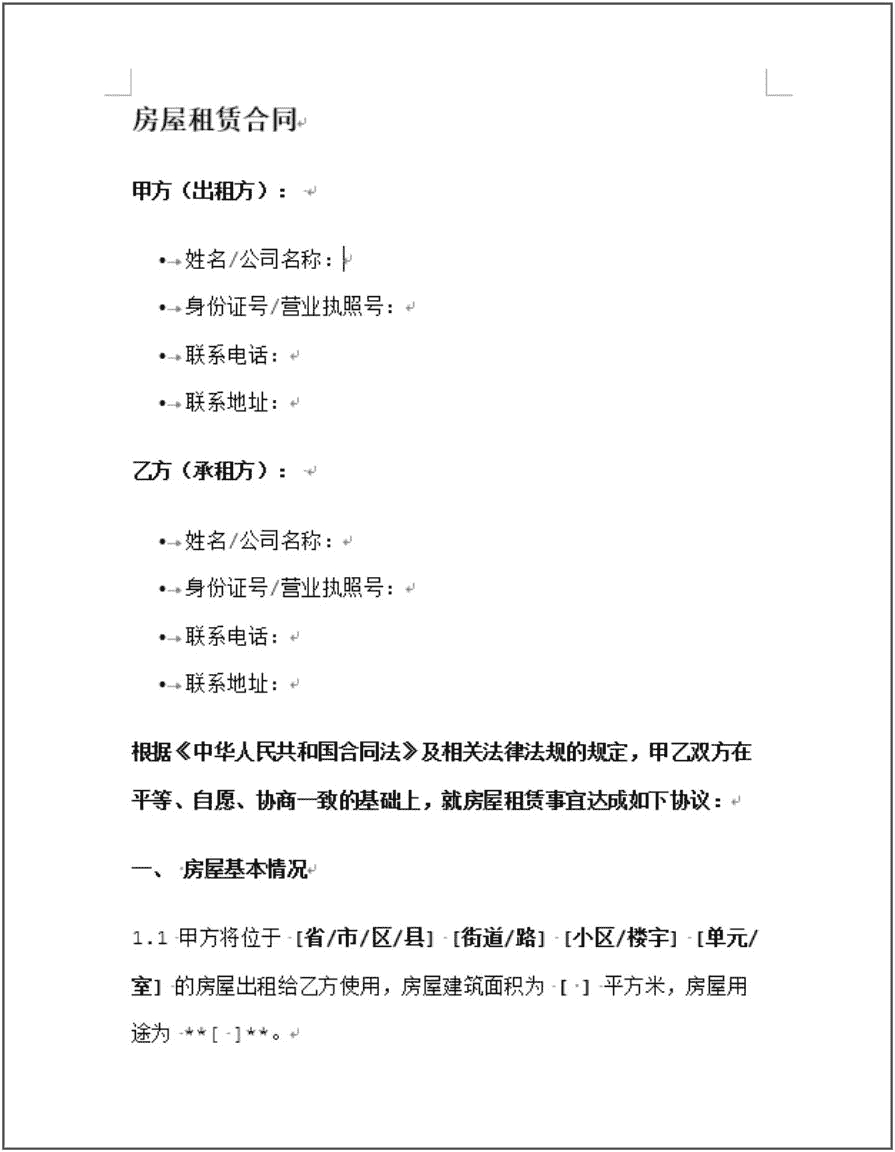 房屋租赁合同
甲方（出租方）：
• 姓名/公司名称：
• 身份证号/营业执照号：
• 联系电话：
• 联系地址：
乙方（承租方）：
• 姓名/公司名称：
• 身份证号/营业执照号：
• 联系电话：
• 联系地址：
根据《中华人民共和国合同法》及相关法律法规的规定，甲乙双方在
平等、自愿、协商一致的基础上，就房屋租赁事宜达成如下协议：
一、 房屋基本情况
1.1 甲方将位于 [省/市/区/县] [街道/路] [小区/楼宇] [单元/
室] 的房屋出租给乙方使用，房屋建筑面积为 [ ] 平方米，房屋用
途为 **[ ]**。